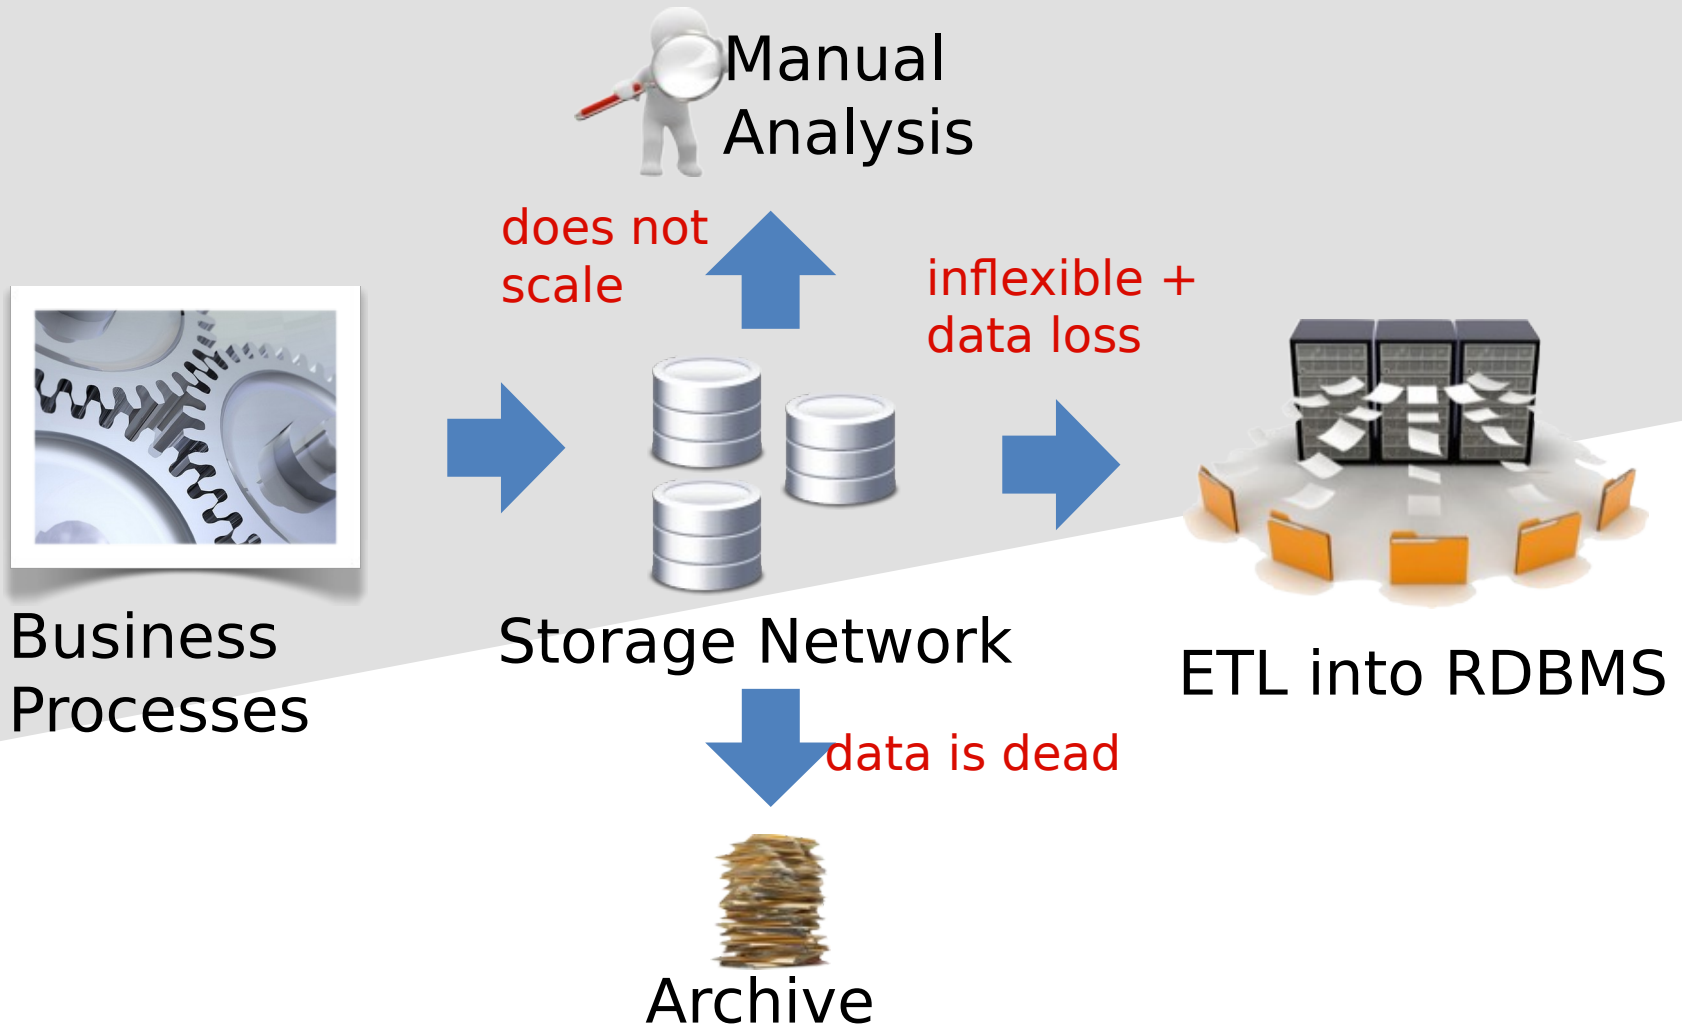 Manual
Analysis
does not
scale
inflexible +
data loss
Business
Processes
Storage Network
ETL into RDBMS
data is dead
Archive